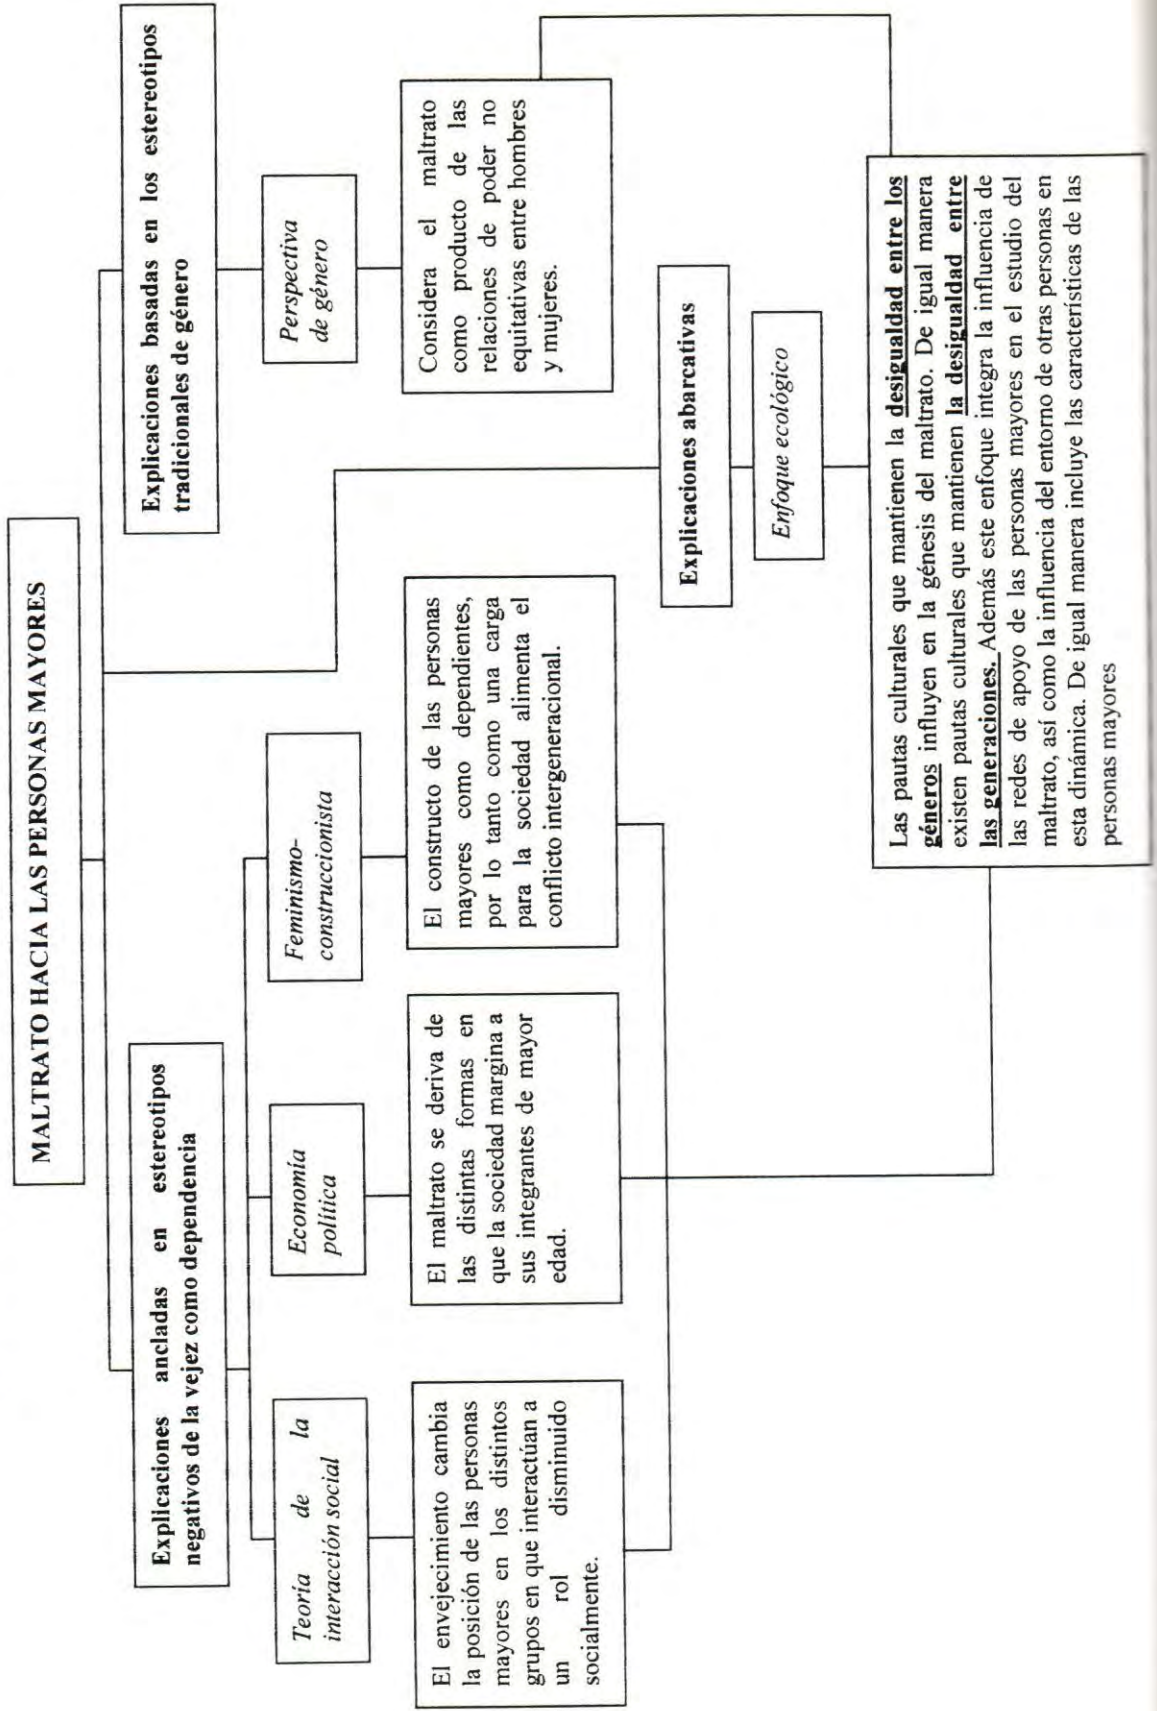 MALTRATO HACIA LAS PERSONAS MAYORES
Explicaciones ancladas en estereotipos
negativos de la vejez como dependencia
Explicaciones basadas en los estereotipos
tradicionales de género
Teoría de la
interacción social
Economía
política
Feminismo-
construccionista
Perspectiva
de género
El envejecimiento cambia
la posición de las personas
mayores en los distintos
grupos en que interactúan a
un rol disminuido
socialmente.
El maltrato se deriva de
las distintas formas en
que la sociedad margina a
sus integrantes de mayor
edad.
El constructo de las personas
mayores como dependientes,
por lo tanto como una carga
para la sociedad alimenta el
conflicto intergeneracional.
Considera el maltrato
como producto de las
relaciones de poder no
equitativas entre hombres
y mujeres.
Explicaciones abarcativas
Enfoque ecológico
Las pautas culturales que mantienen la desigualdad entre los
géneros influyen en la génesis del maltrato. De igual manera
existen pautas culturales que mantienen la desigualdad entre
las generaciones. Además este enfoque integra la influencia de
las redes de apoyo de las personas mayores en el estudio del
maltrato, así como la influencia del entorno de otras personas en
esta dinámica. De igual manera incluye las características de las
personas mayores